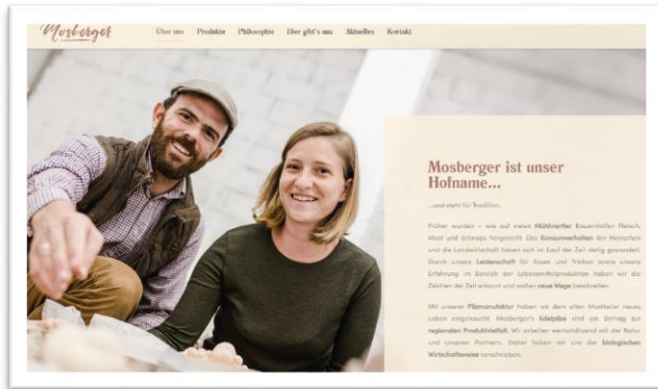 Mosberger
Über uns Produkte Philosophie Hier gibt's uns Aktuelles Kontakt
Mosberger ist unser
Hofname...
...und steht für Tradition.
Früher wurden – wie auf vielen Mühlviertler Bauernhöfen Fleisch,
Most und Schnaps hergestellt. Das Konsumverhalten der Menschen
und die Landwirtschaft haben sich im Lauf der Zeit stetig gewandelt.
Durch unsere Leidenschaft für Essen und Trinken sowie unsere
Erfahrung im Bereich der Lebensmittelproduktion haben wir die
Zeichen der Zeit erkannt und wollen neue Wege beschreiten.
Mit unserer Pilzmanufaktur haben wir dem alten Mostkeller neues
Leben eingehaucht. Mosberger's Edelpilze sind ein Beitrag zur
regionalen Produktvielfalt. Wir arbeiten wertschätzend mit der Natur
und unseren Partnern. Daher haben wir uns der biologischen
Wirtschaftsweise verschrieben.